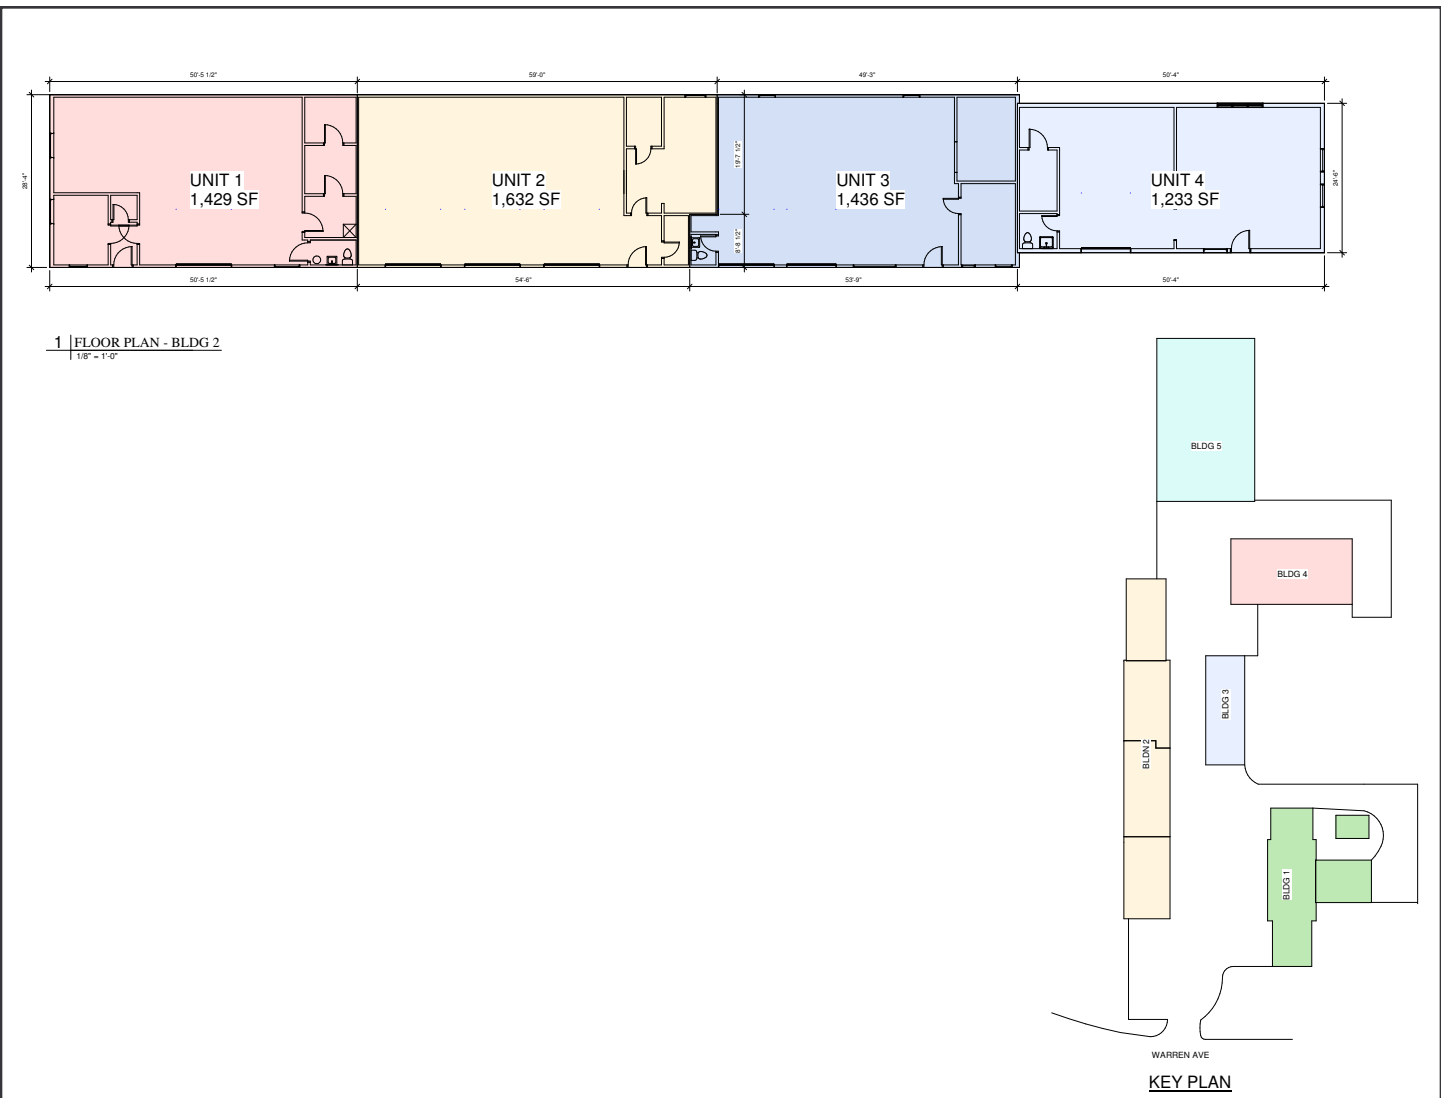 50'-5 1/2"
59'-0"
49'-3"
50'-4"
28'-4"
UNIT 1
1,429 SF
UNIT 2
1,632 SF
19'-7 1/2"
8'-8 1/2"
UNIT 3
1,436 SF
UNIT 4
1,233 SF
24'-6"
50'-5 1/2"
54'-6"
53'-9"
50'-4"
1 FLOOR PLAN - BLDG 2
1/8" = 1'-0"
BLDG 5
BLDG 4
BLDG 3
BLDN 2
BLDG 1
WARREN AVE
KEY PLAN